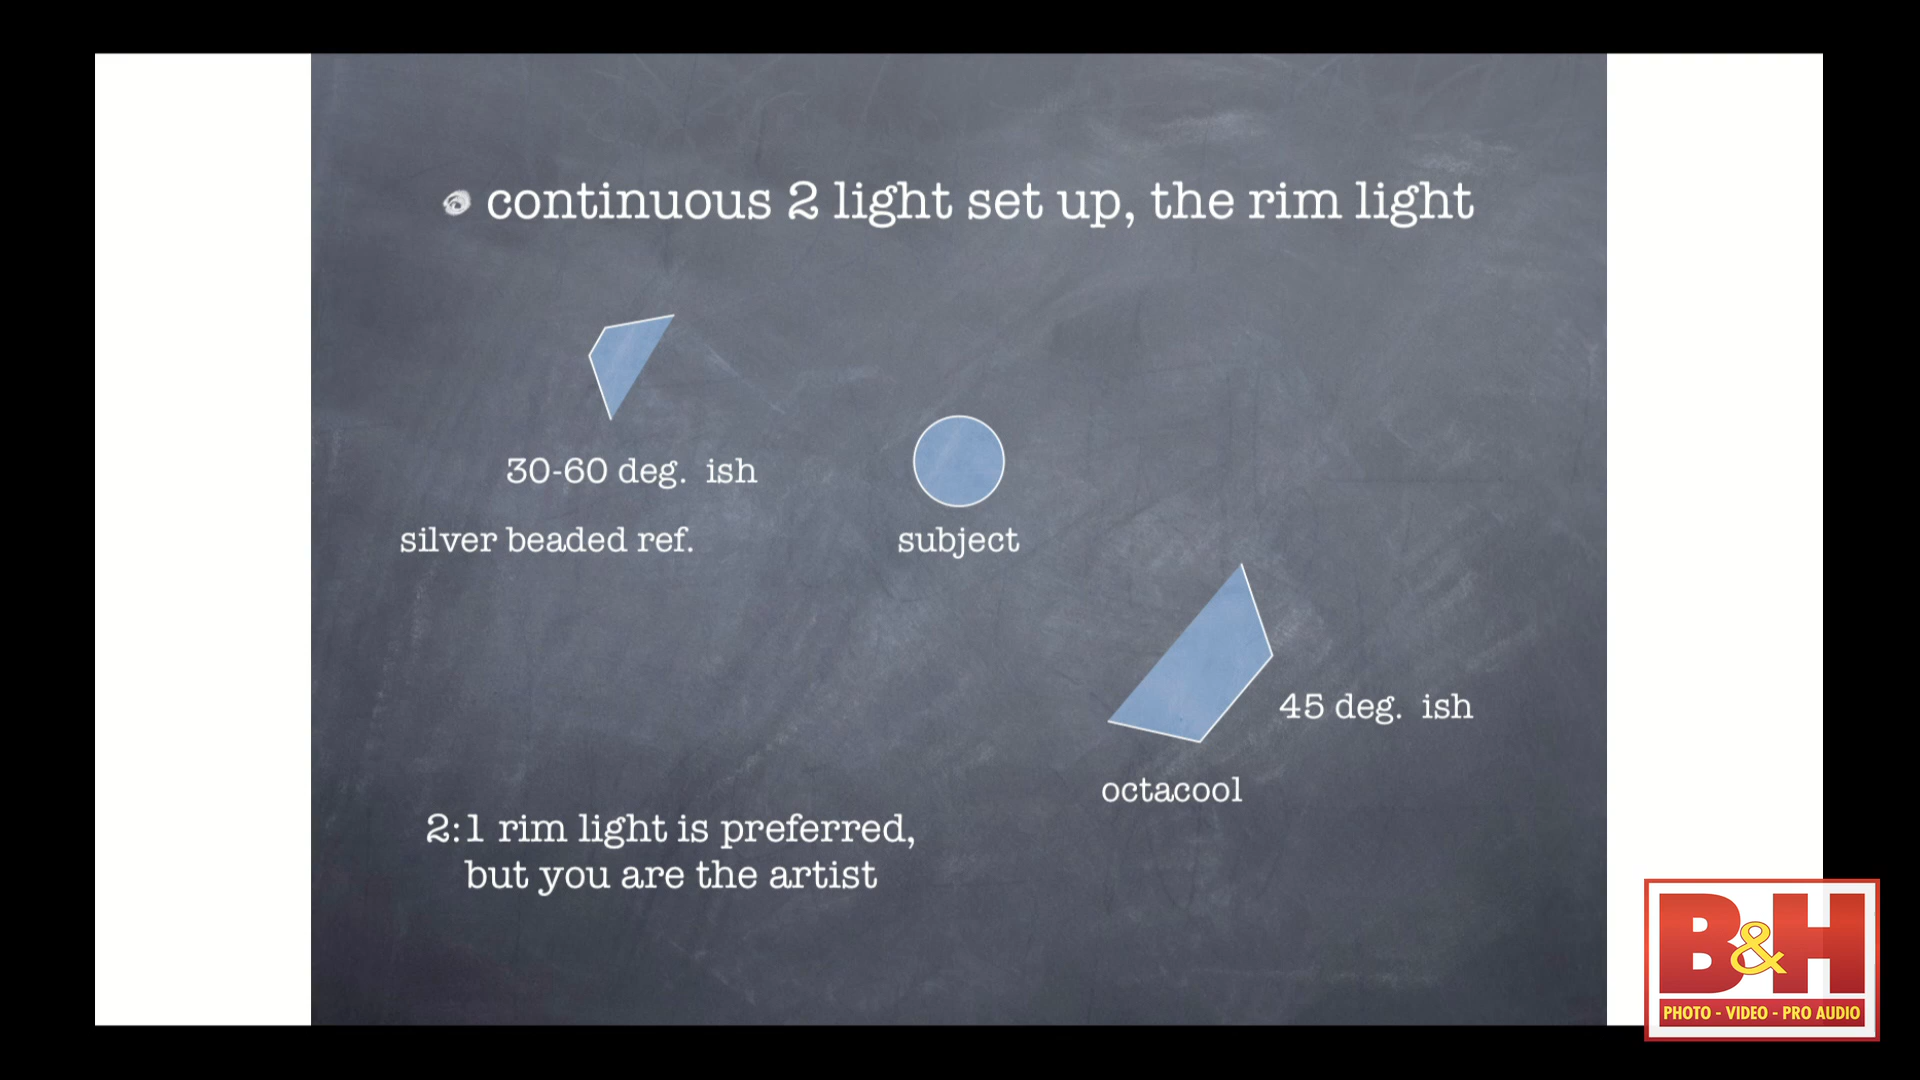 continuous 2 light set up, the rim light
30-60 deg. ish
silver beaded ref.
subject
45 deg. ish
octacool
2:1 rim light is preferred,
but you are the artist
B&H
PHOTO - VIDEO - PRO AUDIO